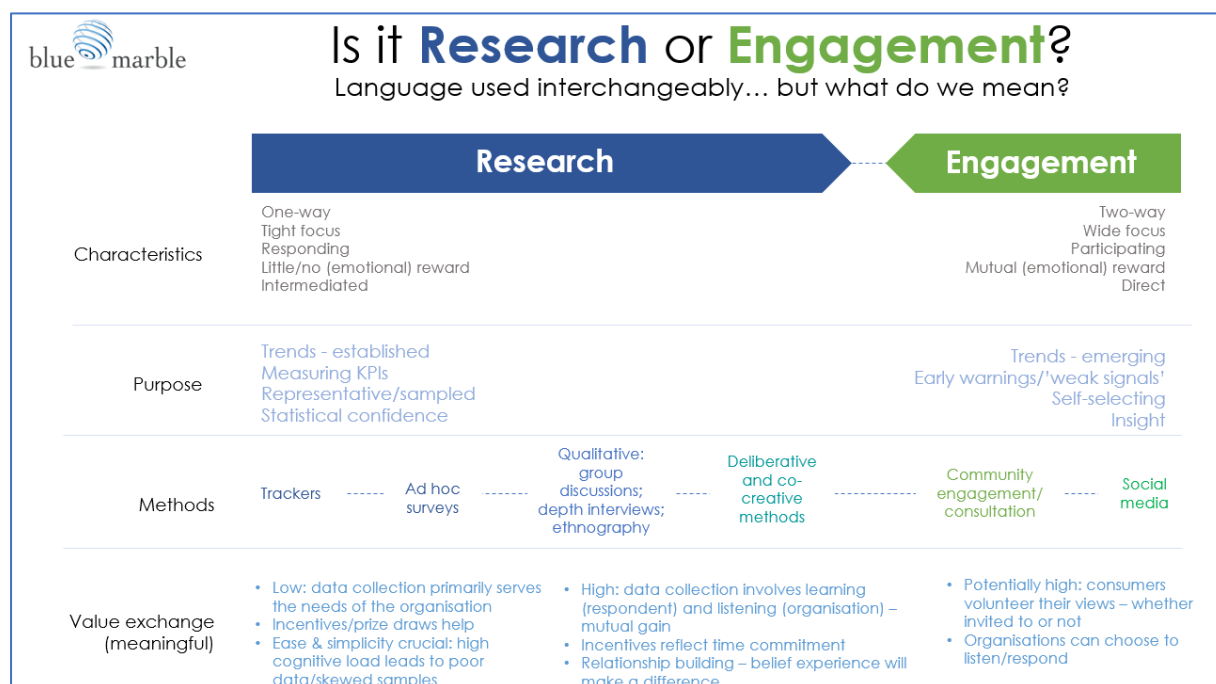 blue marble
Is it Research or Engagement?
Language used interchangeably... but what do we mean?
Research
Engagement
Characteristics
One-way
Tight focus
Responding
Little/no (emotional) reward
Intermediated
Two-way
Wide focus
Participating
Mutual (emotional) reward
Direct
Purpose
Trends - established
Measuring KPIs
Representative/sampled
Statistical confidence
Trends - emerging
Early warnings/'weak signals'
Self-selecting
Insight
Methods
Trackers
Ad hoc
surveys
Qualitative:
group
discussions;
depth interviews;
ethnography
Deliberative
and co-
creative
methods
Community
engagement/
consultation
Social
media
Value exchange
(meaningful)
• Low: data collection primarily serves
the needs of the organisation
• Incentives/prize draws help
• Ease & simplicity crucial: high
cognitive load leads to poor
data/skewed samples
• High: data collection involves learning
(respondent) and listening (organisation) –
mutual gain
• Incentives reflect time commitment
• Relationship building – belief experience will
make a difference
• Potentially high: consumers
volunteer their views – whether
invited to or not
• Organisations can choose to
listen/respond